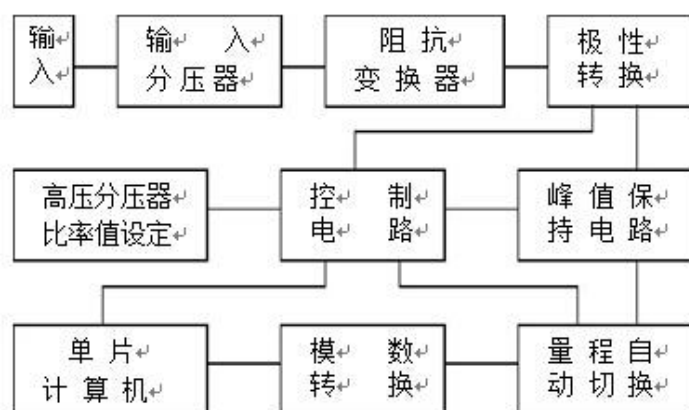 输↵
入↵
输↵ 入↵
分 压 器↵
阻 抗↵
变 换 器↵
极 性↵
转 换↵
高压分压器↵
比率值设定↵
控↵ 制↵
电↵ 路↵
峰 值 保
持 电 路↵
单 片↵
计 算 机↵
模↵ 数↵
转↵ 换↵
量 程 自
动 切 换↵